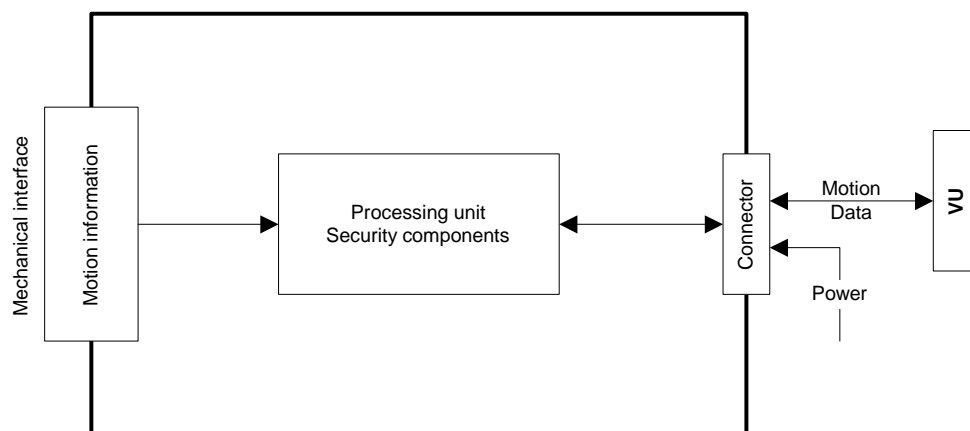 Mechanical interface
Motion information
Processing unit
Security components
Connector
Motion
Data
Power
VU